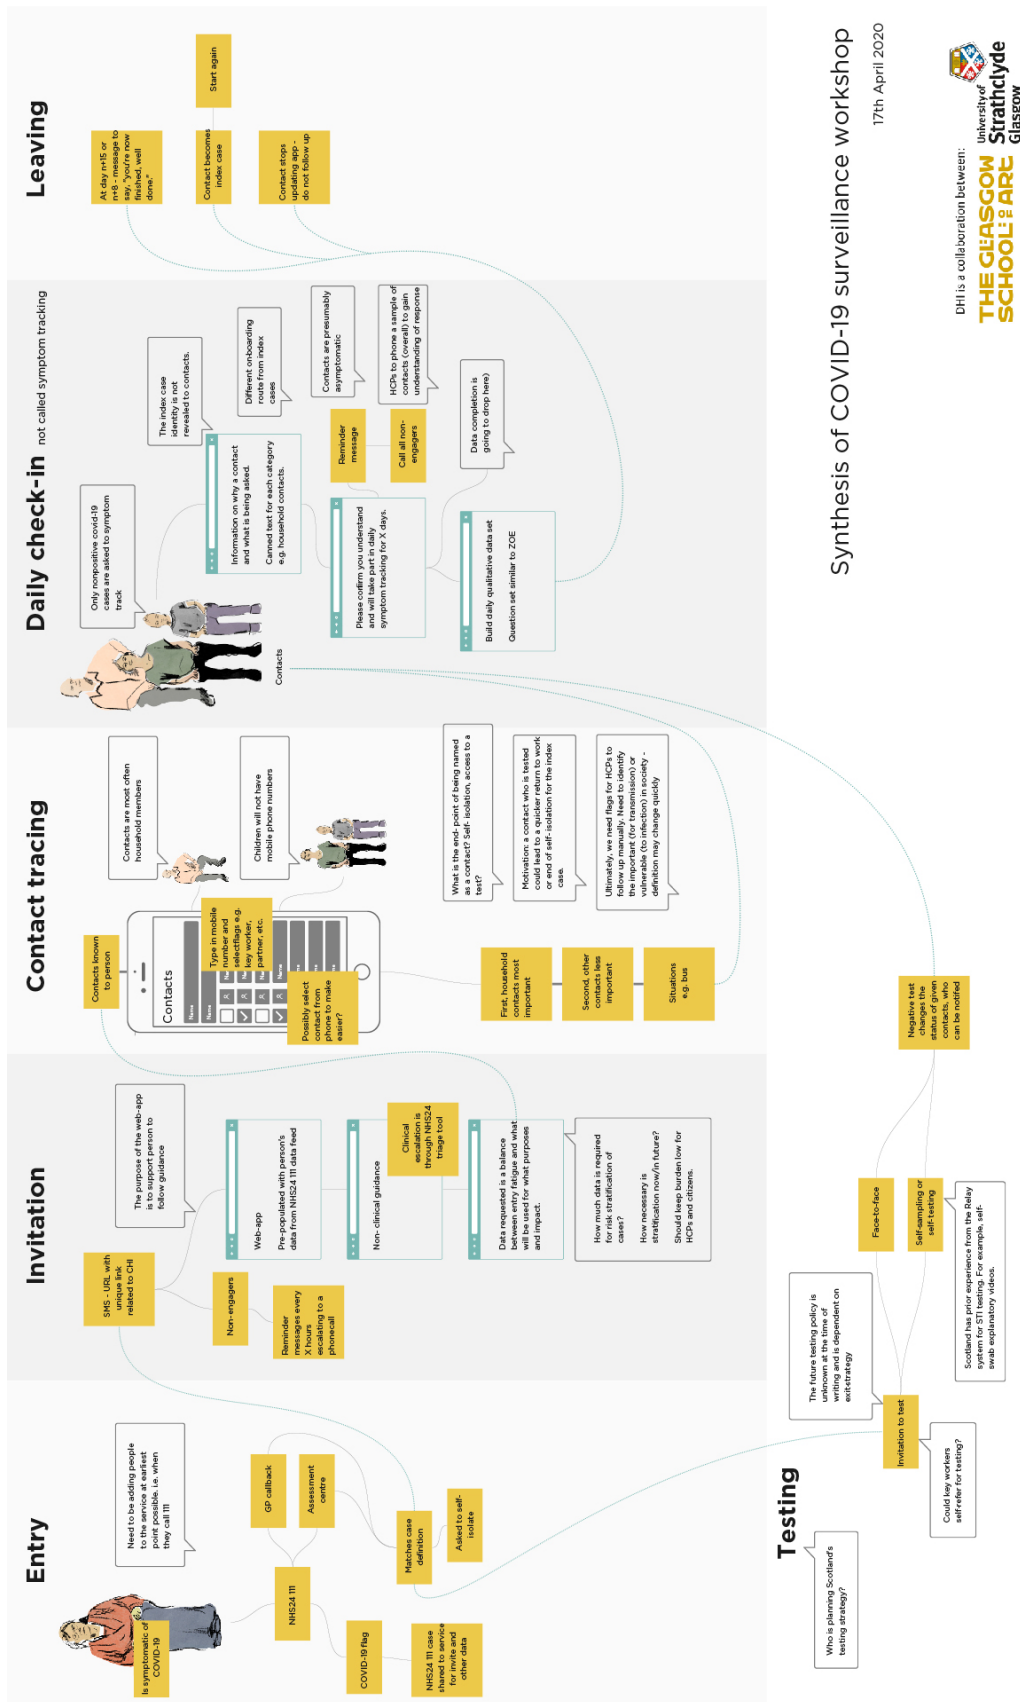 Entry
Is symptomatic of
COVID-19
Need to be adding people
to the service at earliest
point possible. i.e. when
they call 111
NHS24 111
GP callback
Assessment
centre
COVID-19 flag
NHS24 111 case
shared to service
for invite and
other data
Matches case
definition
Asked to self-
isolate
Invitation
SMS - URL with
unique link
related to CHI
The purpose of the web-app
is to support person to
follow guidance
Non-engagers
Reminder
messages every
X hours
escalating to a
phonecall
Web-app
Pre-populated with person's
data from NHS24 111 data feed
Non- clinical guidance
Clinical
escalation is
through NHS24
triage tool
Data requested is a balance
between entry fatigue and what
will be used for what purposes
and impact.
How much data is required
for risk stratification of
cases?
How necessary is
stratification now/in future?
Should keep burden low for
HCPs and citizens.
Contact tracing
Contacts known
to person
Contacts are most often
household members
Children will not have
mobile phone numbers
Contacts
Name
Name
Name
Name
Name
Name
Name
Name
Name
Type in mobile
number and
selectflags e.g.
key worker,
partner, etc.
Possibly select
contact from
phone to make
easier?
What is the end- point of being named
as a contact? Self- isolation, access to a
test?
Motivation: a contact who is tested
could lead to a quicker return to work
or end of self- isolation for the index
case.
Ultimately, we need flags for HCPs to
follow up manually. Need to identify
the important (for transmission) or
vulnerable (to infection) in society -
definition may change quickly
First, household
contacts most
important
Second, other
contacts less
important
Situations
e.g. bus
Daily check-in not called symptom tracking
Only nonpositive covid-19
cases are asked to symptom
track
Contacts
The index case
identity is not
revealed to contacts.
Different on-boarding
route from index
cases
Contacts are presumably
asymptomatic
HCPs to phone a sample of
contacts (overall) to gain
understanding of response
Information on why a contact
and what is being asked.
Canned text for each category
e.g. household contacts.
Reminder
message
Call all non-
engagers
Please confirm you understand
and will take part in daily
symptom tracking for X days.
Data completion is
going to drop here)
Build daily qualitative data set
Question set similar to ZOE
Leaving
At day n+15 or
n+8 - message to
say, "you're now
finished, well
done."
Contact becomes
index case
Start again
Contact stops
updating app -
do not follow up
Testing
Who is planning Scotland's
testing strategy?
Invitation to test
Could key workers
self-refer for testing?
The future testing policy is
unknown at the time of
writing and is dependent on
exit-strategy
Face-to-face
Self-sampling or
self-testing
Scotland has prior experience from the Relay
system for STI testing. For example, self-
swab explanatory videos.
Negative test
changes the
status of given
contacts, who
can be notifed
Synthesis of COVID-19 surveillance workshop
17th April 2020
DHI is a collaboration between:
THE GLASGOW
SCHOOL OF ARE
University of
Strathclyde
Glasgow